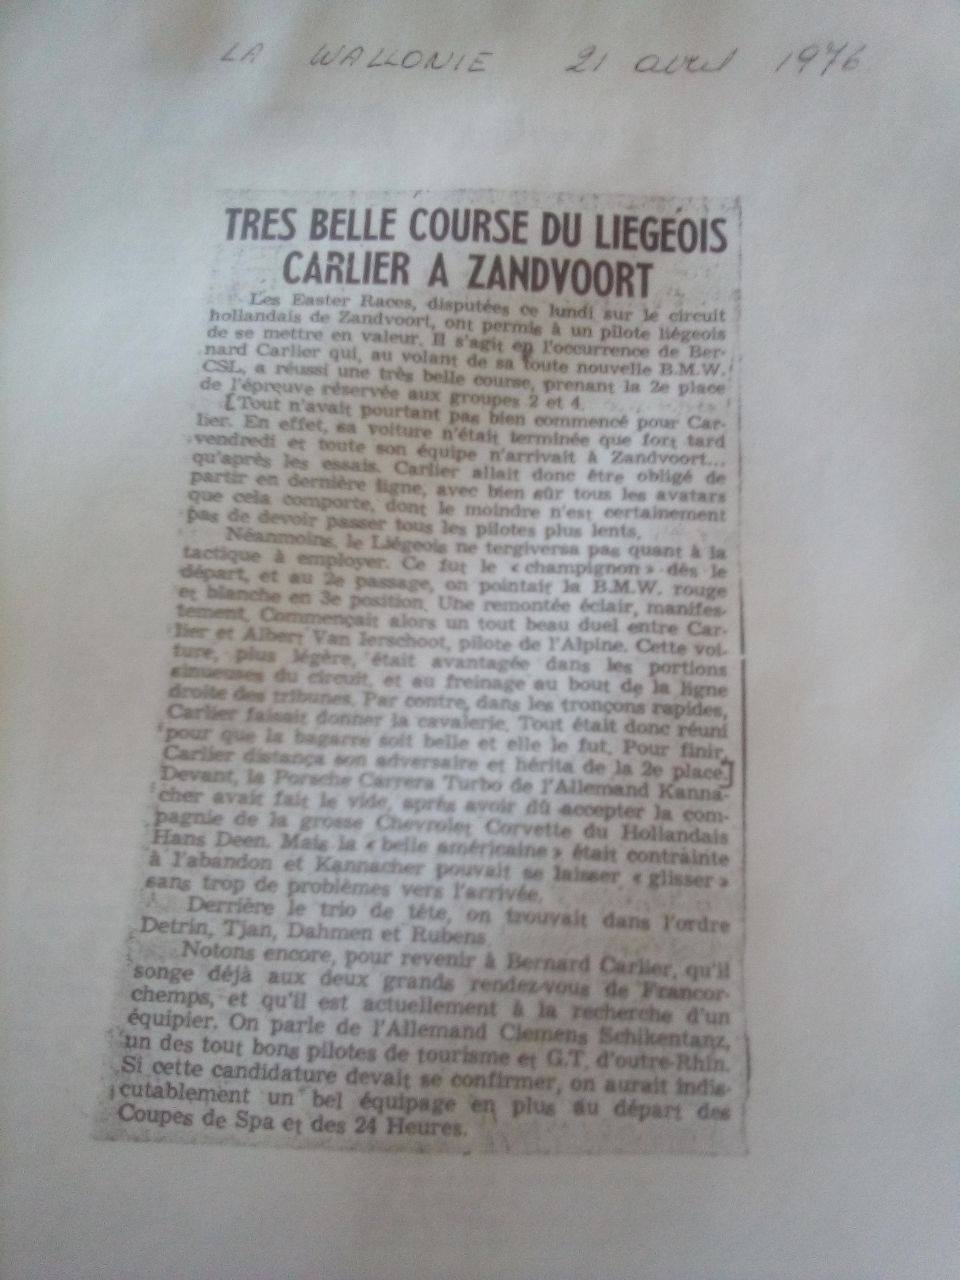 LA WALLONIE 21 avril 1976
TRES BELLE COURSE DU LIEGEOIS
CARLIER A ZANDVOORT
Les Easter Races, disputées ce lundi sur le circuit
hollandais de Zandvoort, ont permis à un pilote liégeois
de se mettre en valeur. Il s'agit en l'occurrence de Ber-
nard Carlier qui, au volant de sa toute nouvelle B.M.W.
CSL, a réussi une très belle course, prenant la 2e place
de l'épreuve réservée aux groupes 2 et 4.
[Tout n'avait pourtant pas bien commencé pour Car-
lier. En effet, sa voiture n'était terminée que fort tard
vendredi et toute son équipe n'arrivait à Zandvoort...
qu'après les essais. Carlier allait donc être obligé de
partir en dernière ligne, avec bien sûr tous les avatars
que cela comporte, dont le moindre n'est certainement
pas de devoir passer tous les pilotes plus lents.
Néanmoins, le Liégeois ne tergiversa pas quant à la
tactique à employer. Ce fut le « champignon » dès le
départ, et au 2e passage, on pointait la B.M.W. rouge
et blanche en 3e position. Une remontée éclair, manifes-
tement. Commençait alors un tout beau duel entre Car-
lier et Albert Van Ierschoot, pilote de l'Alpine. Cette voi-
ture, plus légère, était avantagée dans les portions
sinueuses du circuit, et au freinage au bout de la ligne
droite des tribunes. Par contre, dans les tronçons rapides,
Carlier faisait donner la cavalerie. Tout était donc réuni
pour que la bagarre soit belle et elle le fut. Pour finir,
Carlier distança son adversaire et hérita de la 2e place.]
Devant, la Porsche Carrera Turbo de l'Allemand Kanna-
cher avait fait le vide, après avoir dû accepter la com-
pagnie de la grosse Chevrolet Corvette du Hollandais
Hans Deen. Mais la « belle américaine » était contrainte
à l'abandon et Kannacher pouvait se laisser « glisser »
sans trop de problèmes vers l'arrivée.
Derrière le trio de tête, on trouvait dans l'ordre
Detrin, Tjan, Dahmen et Rubens.
Notons encore, pour revenir à Bernard Carlier, qu'il
songe déjà aux deux grands rendez-vous de Francor-
chemps, et qu'il est actuellement à la recherche d'un
équipier. On parle de l'Allemand Clemens Schikentanz,
un des tout bons pilotes de tourisme et G.T. d'outre-Rhin.
Si cette candidature devait se confirmer, on aurait indis-
cutablement un bel équipage en plus au départ des
Coupes de Spa et des 24 Heures.